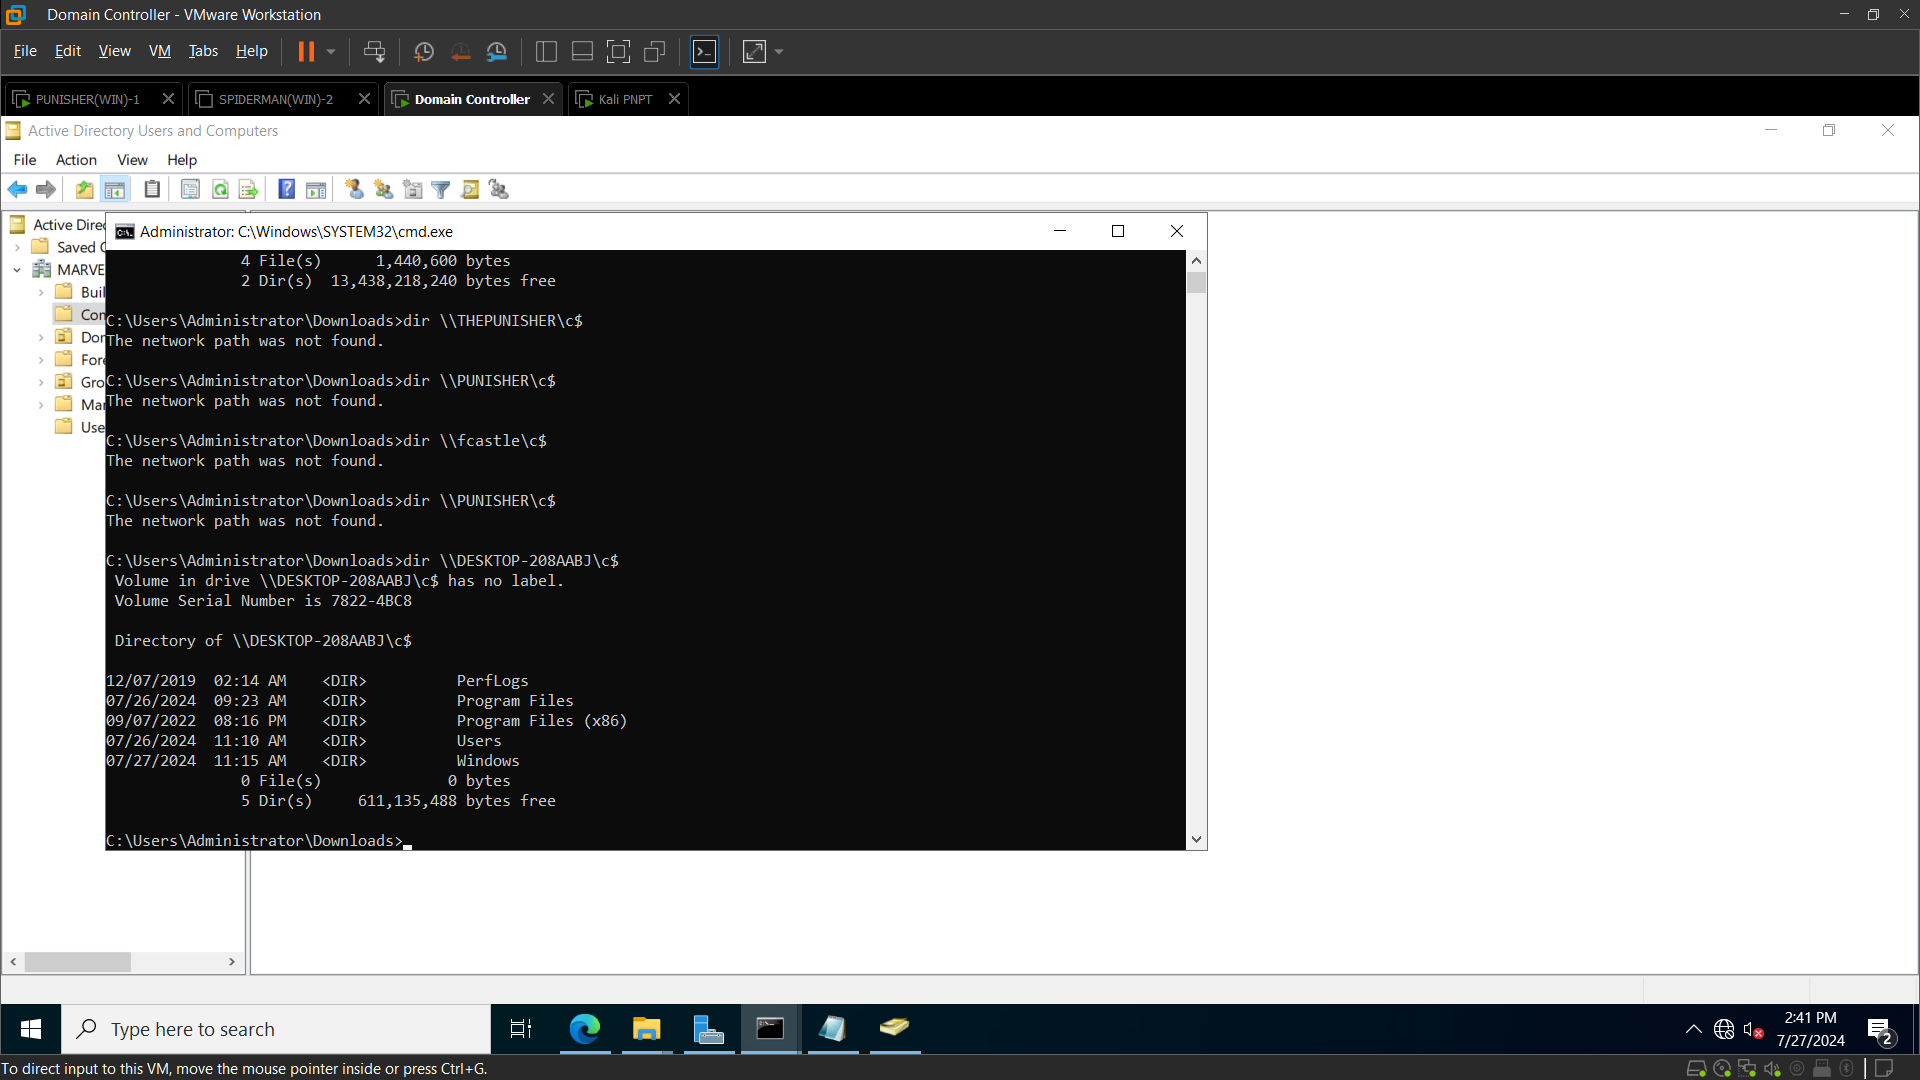 Domain Controller - VMware Workstation
File Edit View VM Tabs Help
PUNISHER(WIN)-1
SPIDERMAN(WIN)-2
Domain Controller
Kali PNPT
Active Directory Users and Computers
File Action View Help
Active Direc
Saved C
MARVE
Buil
Com
Don
Fore
Gro
Mar
Use
Administrator: C:\Windows\SYSTEM32\cmd.exe
4 File(s) 1,440,600 bytes
2 Dir(s) 13,438,218,240 bytes free
C:\Users\Administrator\Downloads>dir \\THEPUNISHER\c$
The network path was not found.
C:\Users\Administrator\Downloads>dir \\PUNISHER\c$
The network path was not found.
C:\Users\Administrator\Downloads>dir \\fcastle\c$
The network path was not found.
C:\Users\Administrator\Downloads>dir \\PUNISHER\c$
The network path was not found.
C:\Users\Administrator\Downloads>dir \\DESKTOP-208AABJ\c$
Volume in drive \\DESKTOP-208AABJ\c$ has no label.
Volume Serial Number is 7822-4BC8
Directory of \\DESKTOP-208AABJ\c$
12/07/2019 02:14 AM <DIR> PerfLogs
07/26/2024 09:23 AM <DIR> Program Files
09/07/2022 08:16 PM <DIR> Program Files (x86)
07/26/2024 11:10 AM <DIR> Users
07/27/2024 11:15 AM <DIR> Windows
0 File(s) 0 bytes
5 Dir(s) 611,135,488 bytes free
C:\Users\Administrator\Downloads>
Type here to search
2:41 PM
7/27/2024
2
To direct input to this VM, move the mouse pointer inside or press Ctrl+G.